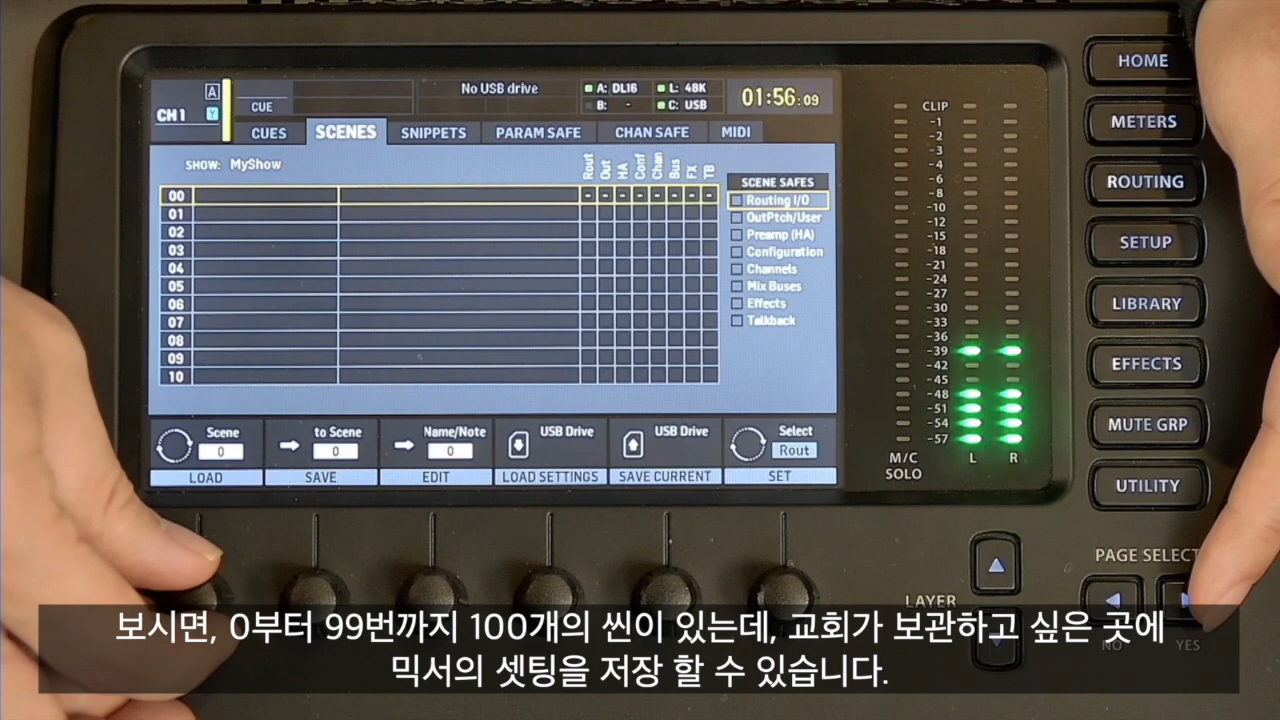 HOME
METERS
ROUTING
SETUP
LIBRARY
EFFECTS
MUTE GRP
UTILITY
PAGE SELECT
NO
YES
LAYER
CH 1
A
Y
CUE
No USB drive
A: DL16
B: -
L: 48K
C: USB
01:56:09
CUES
SCENES
SNIPPETS
PARAM SAFE
CHAN SAFE
MIDI
SHOW: MyShow
Rout
Out
HA
Conf
Chan
Bus
FX
TB
00 - - - - - - - -
01
02
03
04
05
06
07
08
09
10
SCENE SAFES
Routing I/O
OutPtch/User
Preamp (HA)
Configuration
Channels
Mix Buses
Effects
Talkback
Scene
0
LOAD
to Scene
0
SAVE
Name/Note
0
EDIT
USB Drive
LOAD SETTINGS
USB Drive
SAVE CURRENT
Select
Rout
SET
CLIP
-1
-2
-3
-4
-6
-8
-10
-12
-15
-18
-21
-24
-27
-30
-33
-36
-39
-42
-45
-48
-51
-54
-57
M/C
SOLO
L
R
보시면, 0부터 99번까지 100개의 씬이 있는데, 교회가 보관하고 싶은 곳에
믹서의 셋팅을 저장 할 수 있습니다.